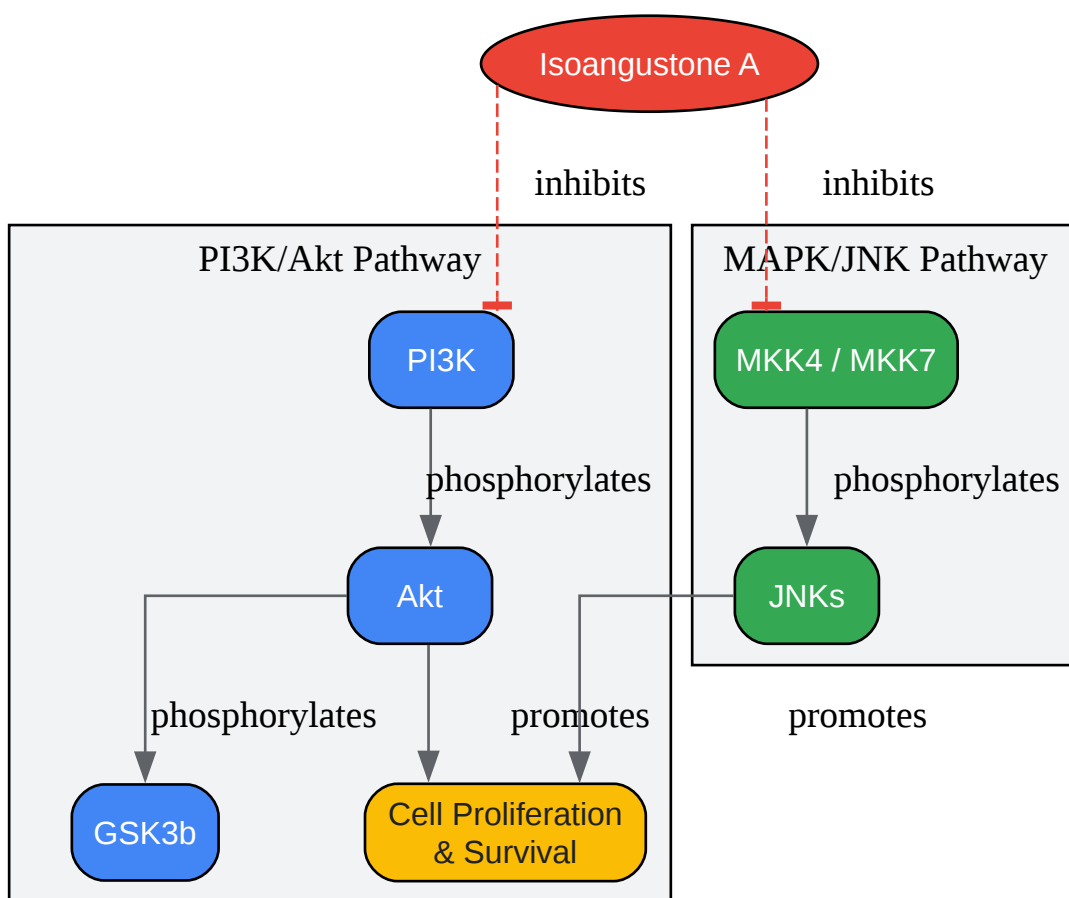 Isoangustone A
inhibits
inhibits
PI3K/Akt Pathway
MAPK/JNK Pathway
PI3K
MKK4 / MKK7
phosphorylates
phosphorylates
Akt
JNKs
phosphorylates
promotes
promotes
GSK3b
Cell Proliferation
& Survival